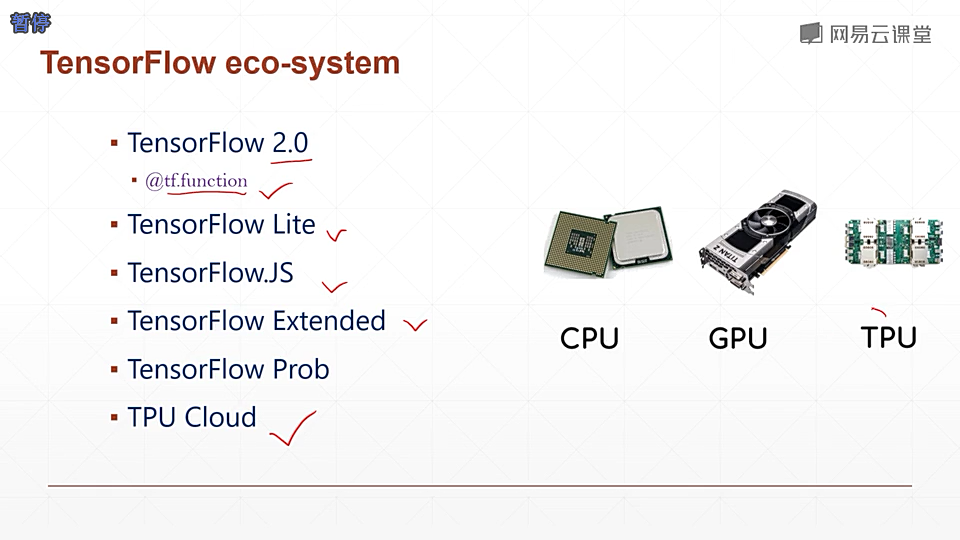 暂停
网易云课堂
TensorFlow eco-system
TensorFlow 2.0
@tf.function
TensorFlow Lite
TensorFlow.JS
TensorFlow Extended
TensorFlow Prob
TPU Cloud
TITAN Z
CPU
GPU
TPU